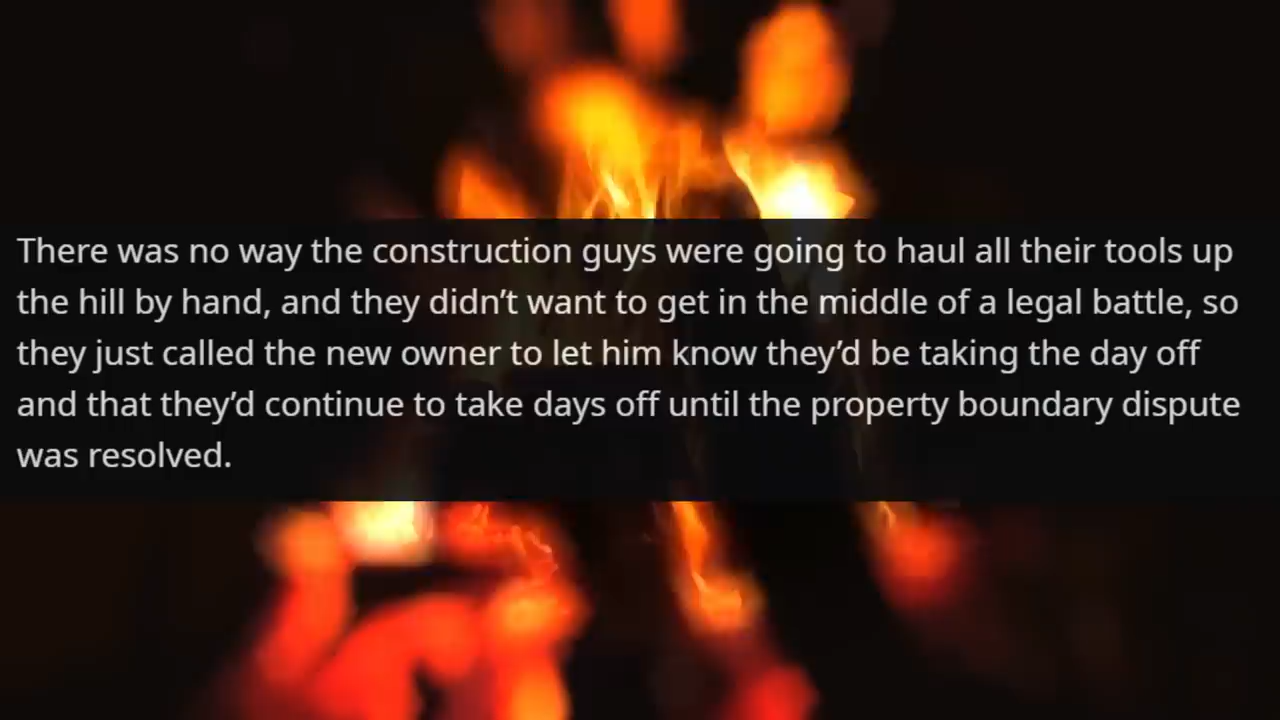 There was no way the construction guys were going to haul all their tools up
the hill by hand, and they didn’t want to get in the middle of a legal battle, so
they just called the new owner to let him know they’d be taking the day off
and that they’d continue to take days off until the property boundary dispute
was resolved.